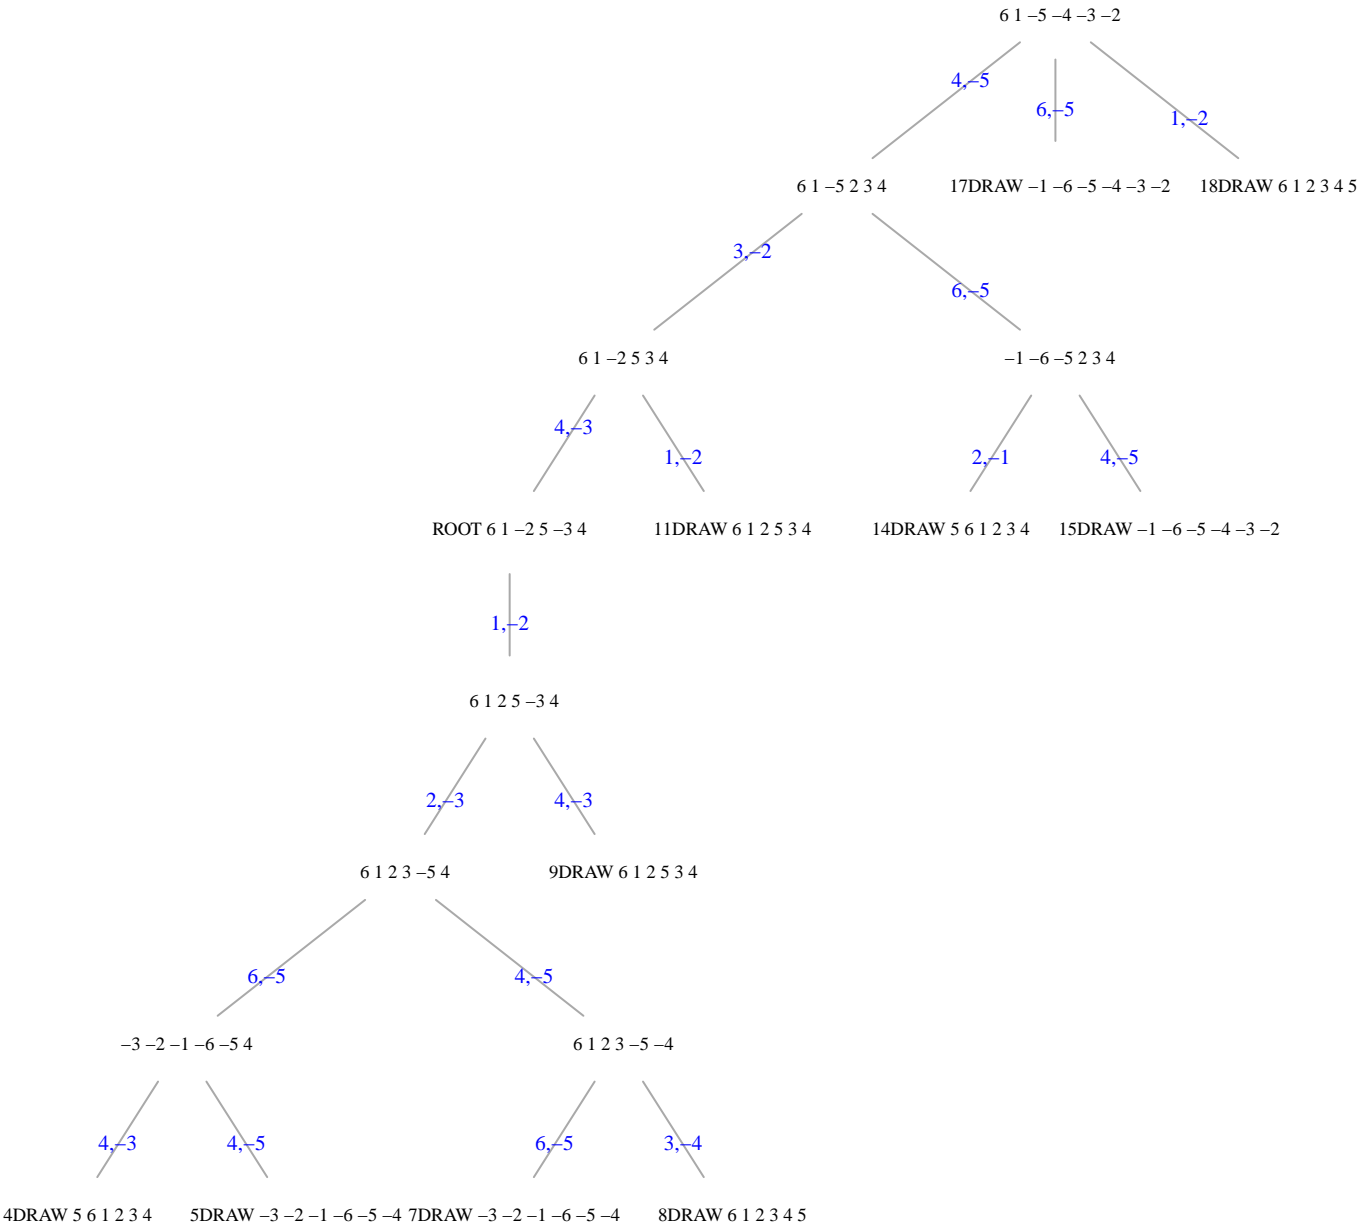 6 1 –5 –4 –3 –2
4,–5
6,–5
1,–2
6 1 –5 2 3 4
17DRAW –1 –6 –5 –4 –3 –2
18DRAW 6 1 2 3 4 5
3,–2
6,–5
6 1 –2 5 3 4
–1 –6 –5 2 3 4
4,–3
1,–2
2,–1
4,–5
ROOT 6 1 –2 5 –3 4
11DRAW 6 1 2 5 3 4
14DRAW 5 6 1 2 3 4
15DRAW –1 –6 –5 –4 –3 –2
1,–2
6 1 2 5 –3 4
2,–3
4,–3
6 1 2 3 –5 4
9DRAW 6 1 2 5 3 4
6,–5
4,–5
–3 –2 –1 –6 –5 4
6 1 2 3 –5 –4
4,–3
4,–5
6,–5
3,–4
4DRAW 5 6 1 2 3 4
5DRAW –3 –2 –1 –6 –5 –4
7DRAW –3 –2 –1 –6 –5 –4
8DRAW 6 1 2 3 4 5